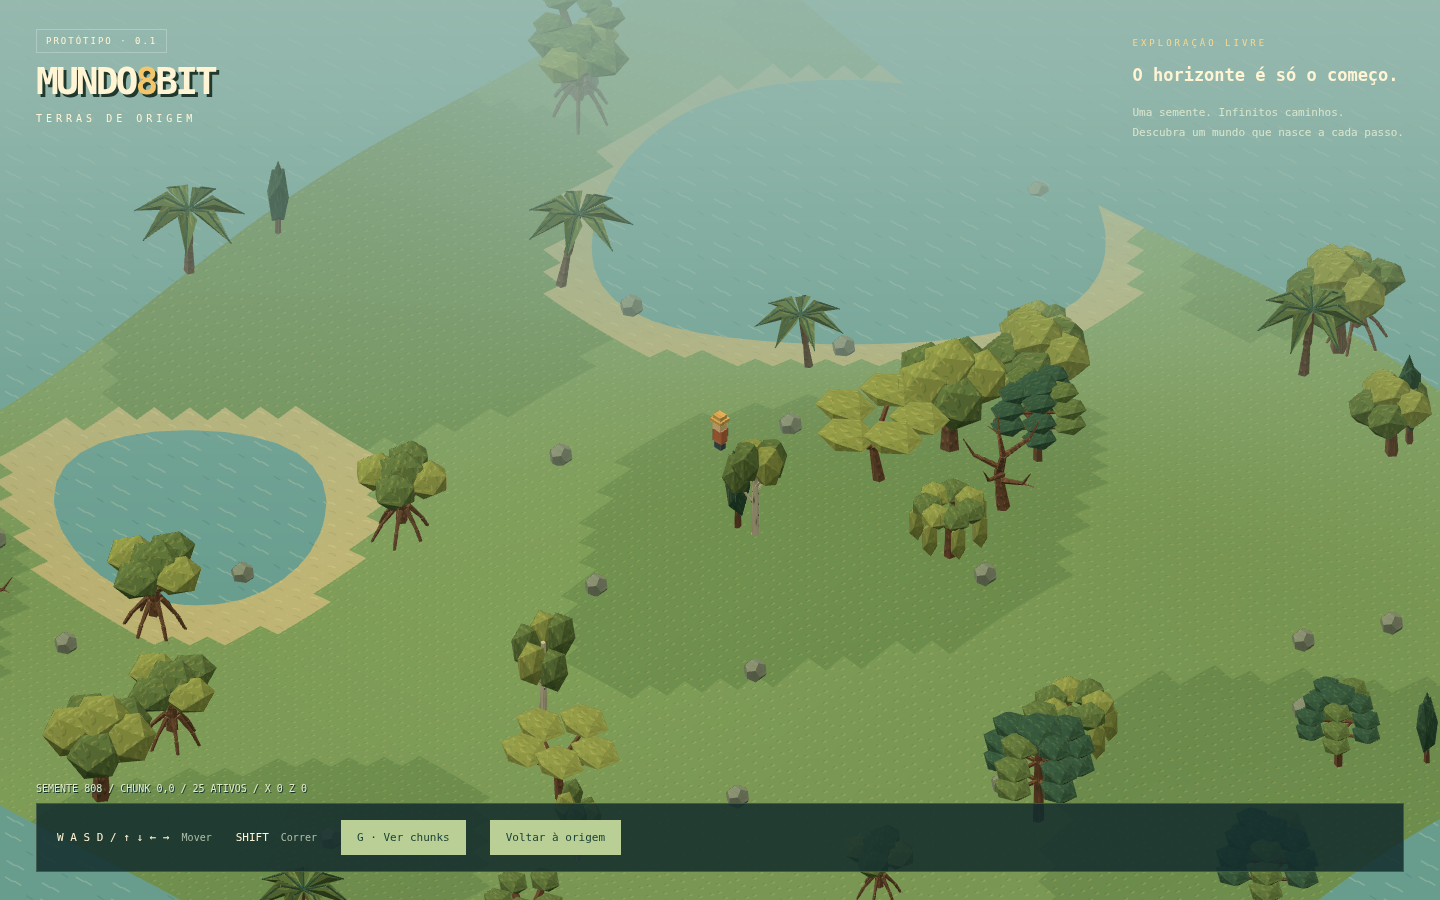 PROTÓTIPO · 0.1
MUNDO8BIT
TERRAS DE ORIGEM
EXPLORAÇÃO LIVRE
O horizonte é só o começo.
Uma semente. Infinitos caminhos.
Descubra um mundo que nasce a cada passo.
SEMENTE 808 / CHUNK 0,0 / 25 ATIVOS / X 0 Z 0
W A S D / ↑ ↓ ← → Mover SHIFT Correr G · Ver chunks Voltar à origem